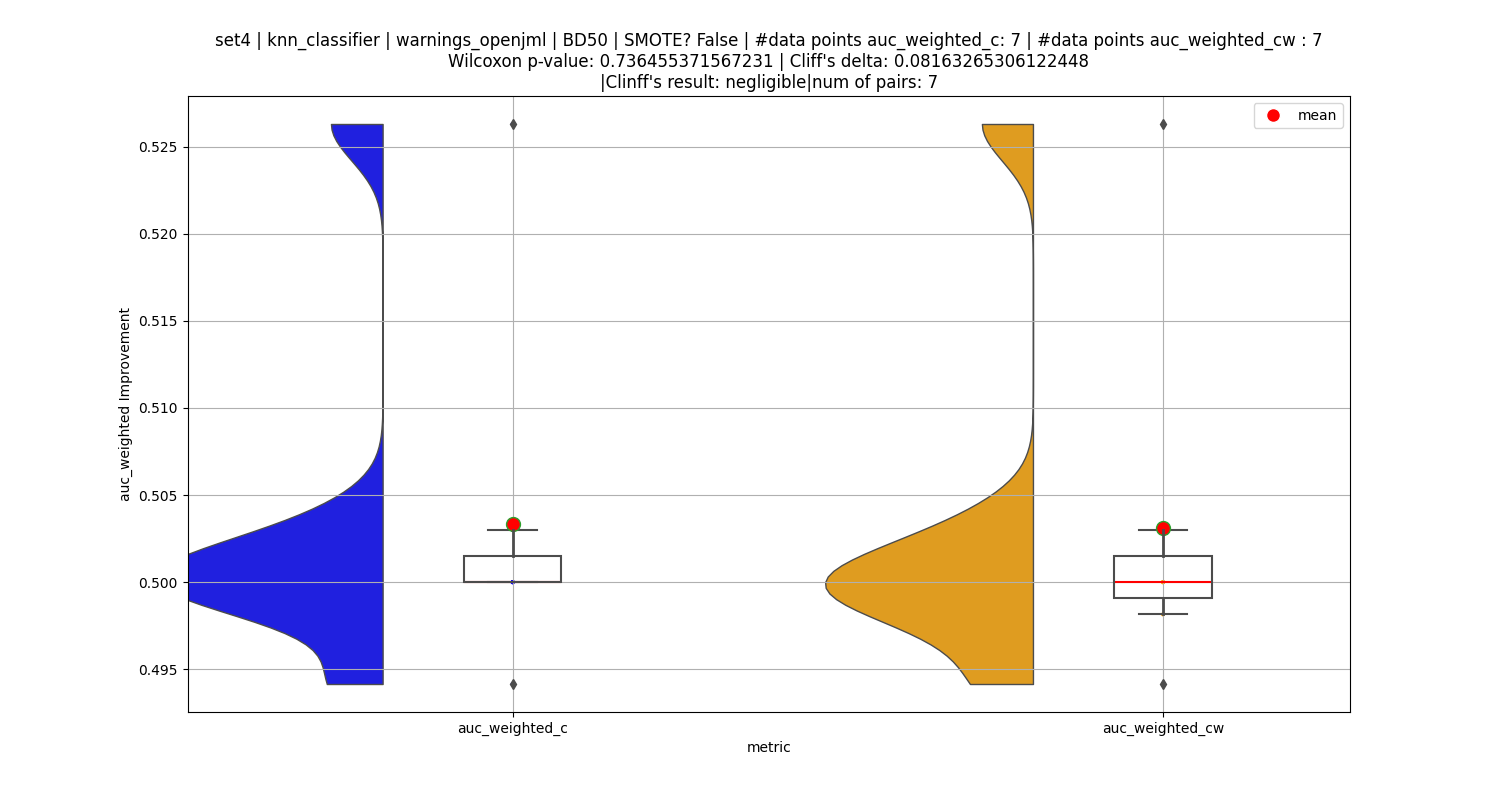 set4 | knn_classifier | warnings_openjml | BD50 | SMOTE? False | #data points auc_weighted_c: 7 | #data points auc_weighted_cw : 7
Wilcoxon p-value: 0.736455371567231 | Cliff's delta: 0.08163265306122448
|Clinff's result: negligible|num of pairs: 7
mean
0.525
0.520
0.515
0.510
0.505
0.500
0.495
auc_weighted Improvement
auc_weighted_c
auc_weighted_cw
metric